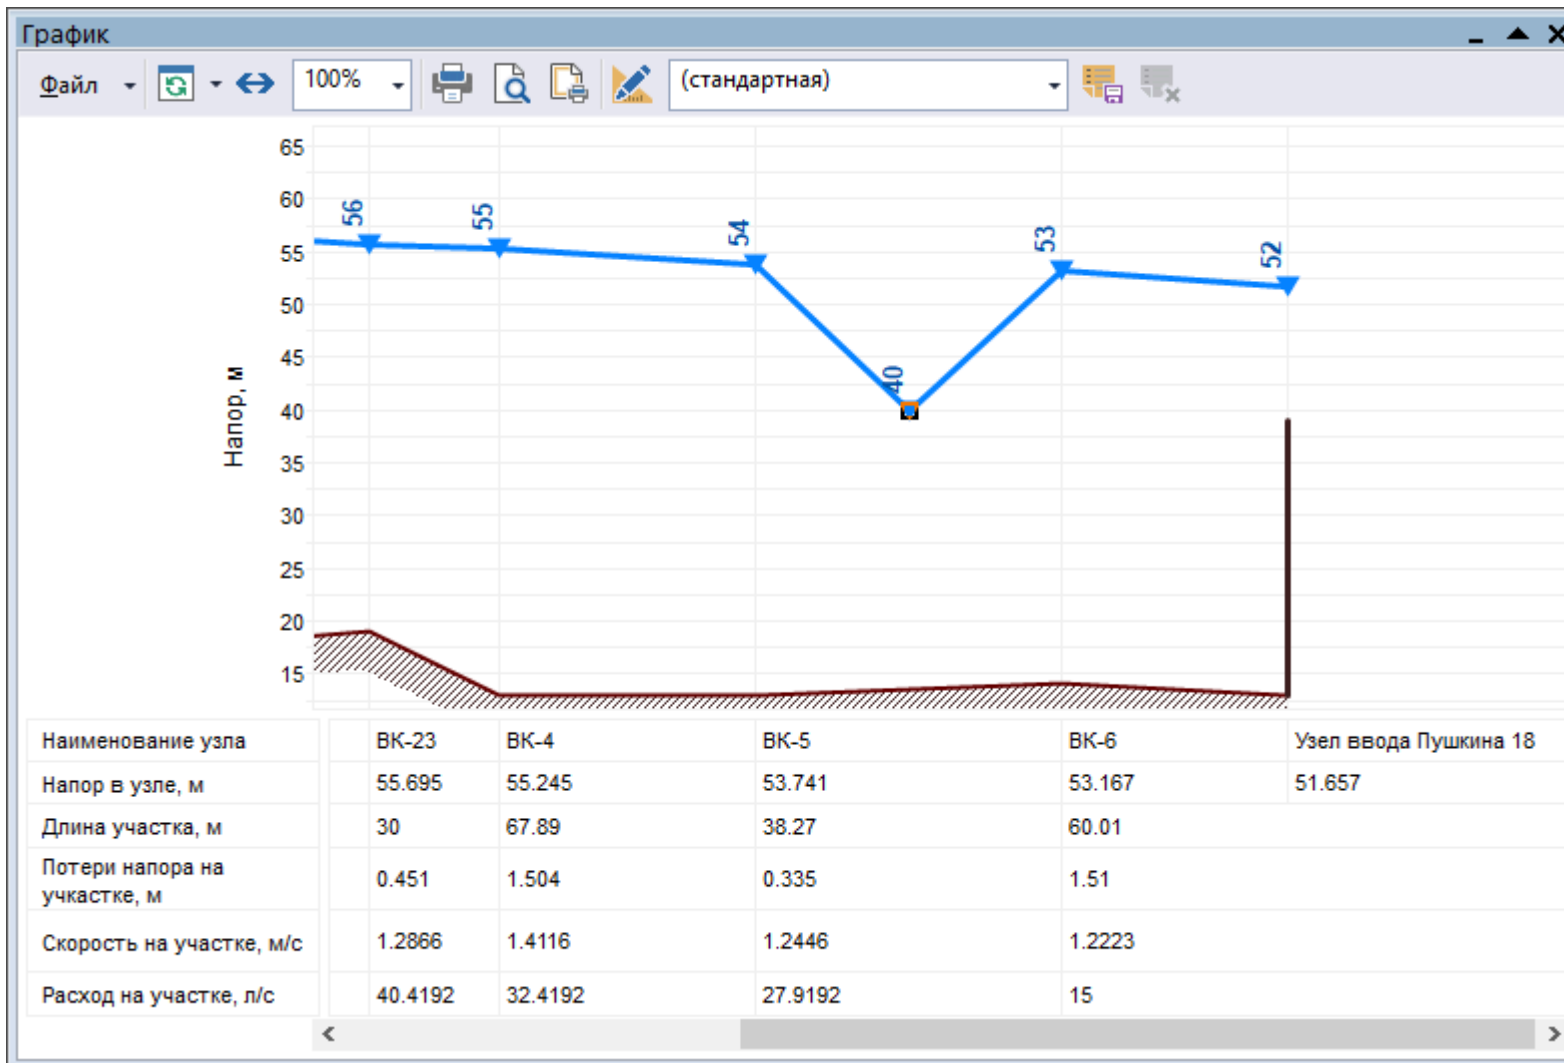 График
Файл 100% (стандартная)
65
60
55
50
45
40
35
30
25
20
15
Напор, м
56 55 54 40 53 52
Наименование узла ВК-23 ВК-4 ВК-5 ВК-6 Узел ввода Пушкина 18
Напор в узле, м 55.695 55.245 53.741 53.167 51.657
Длина участка, м 30 67.89 38.27 60.01
Потери напора на
учкастке, м 0.451 1.504 0.335 1.51
Скорость на участке, м/с 1.2866 1.4116 1.2446 1.2223
Расход на участке, л/с 40.4192 32.4192 27.9192 15